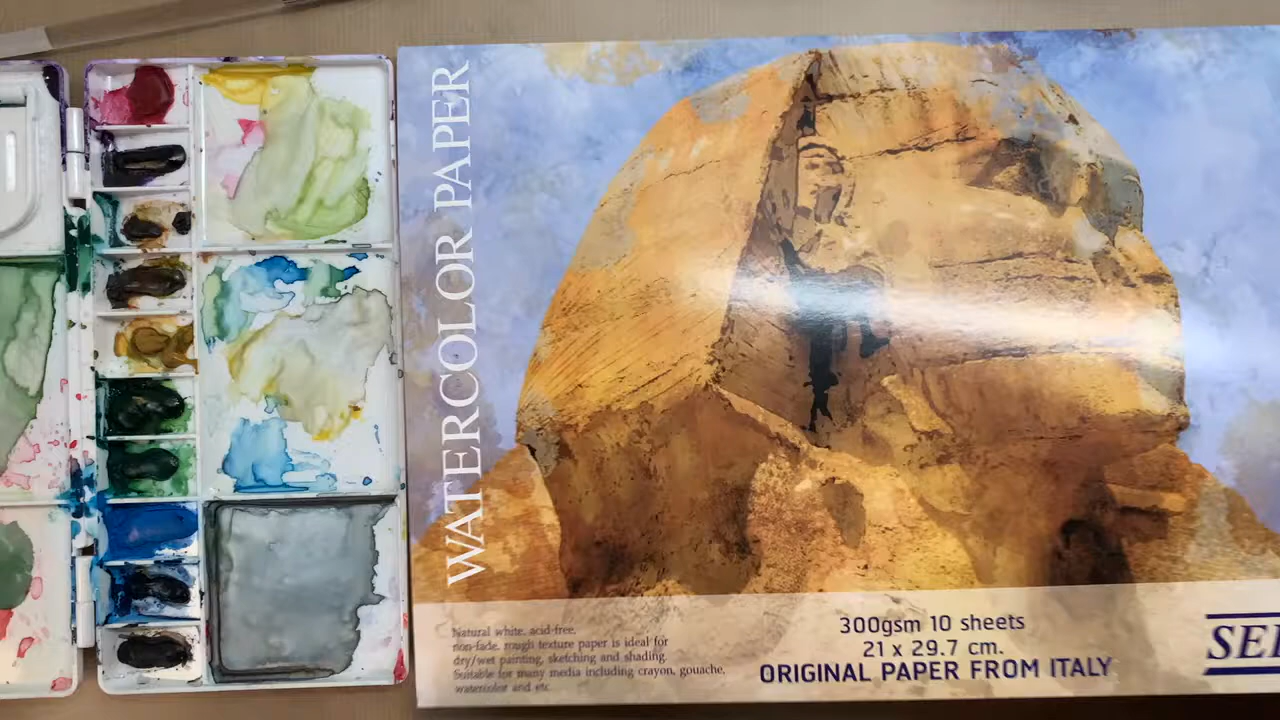 WATERCOLOR PAPER
Natural white, acid-free,
non-fade, rough texture paper is ideal for
dry/wet painting, sketching and shading.
Suitable for many media including crayon, gouache,
watercolor and etc
300gsm 10 sheets
21 x 29.7 cm.
ORIGINAL PAPER FROM ITALY